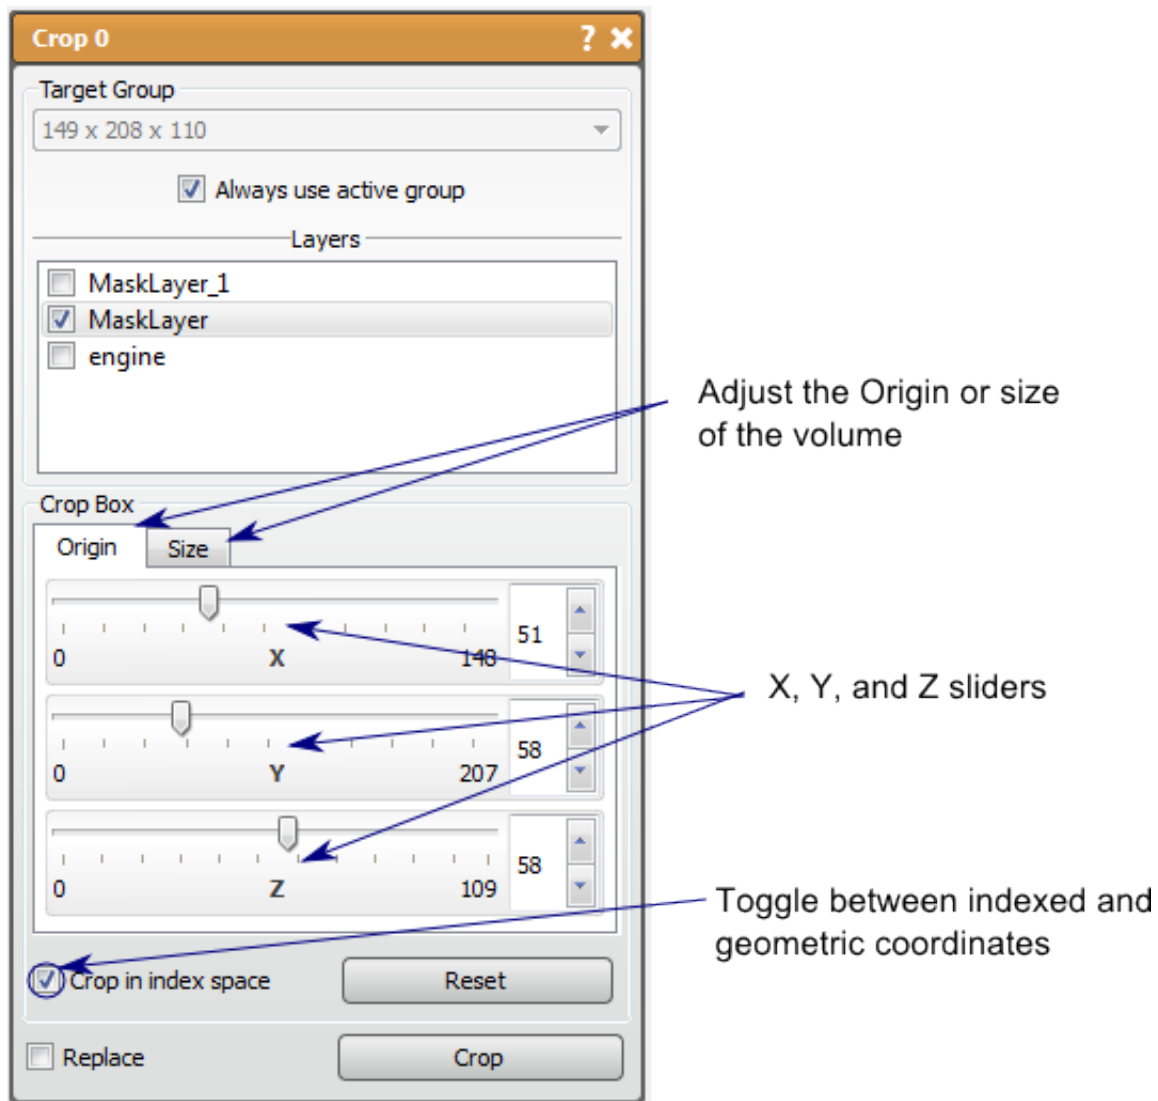 Crop 0 ?
Target Group
149 x 208 x 110
Always use active group
Layers
MaskLayer_1
MaskLayer
engine
Adjust the Origin or size
of the volume
Crop Box
Origin Size
51
0 X 148
X, Y, and Z sliders
58
0 Y 207
58
0 Z 109
Toggle between indexed and
geometric coordinates
Crop in index space Reset
Replace Crop